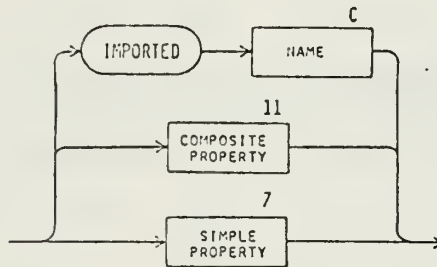 C
IMPORTED
NAME
11
COMPOSITE
PROPERTY
7
SIMPLE
PROPERTY